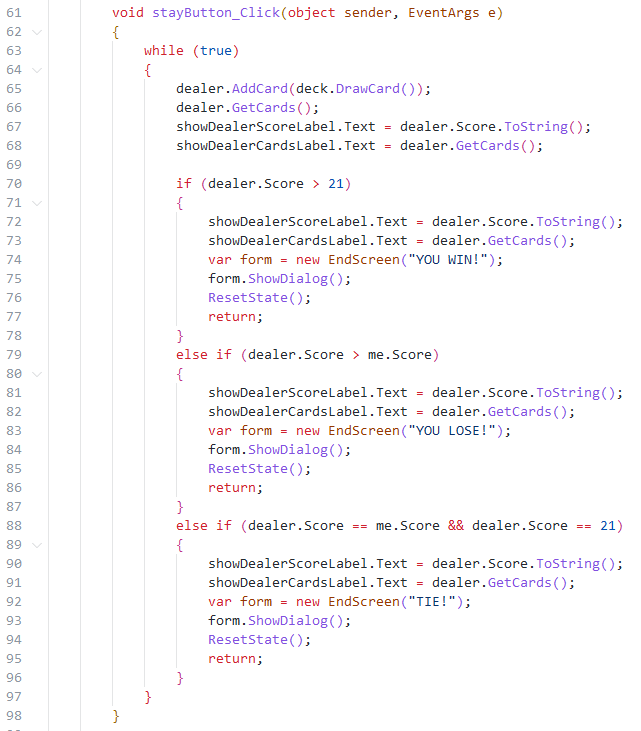 61 void stayButton_Click(object sender, EventArgs e)
62 {
63 while (true)
64 {
65 dealer.AddCard(deck.DrawCard());
66 dealer.GetCards();
67 showDealerScoreLabel.Text = dealer.Score.ToString();
68 showDealerCardsLabel.Text = dealer.GetCards();
69
70 if (dealer.Score > 21)
71 {
72 showDealerScoreLabel.Text = dealer.Score.ToString();
73 showDealerCardsLabel.Text = dealer.GetCards();
74 var form = new EndScreen("YOU WIN!");
75 form.ShowDialog();
76 ResetState();
77 return;
78 }
79 else if (dealer.Score > me.Score)
80 {
81 showDealerScoreLabel.Text = dealer.Score.ToString();
82 showDealerCardsLabel.Text = dealer.GetCards();
83 var form = new EndScreen("YOU LOSE!");
84 form.ShowDialog();
85 ResetState();
86 return;
87 }
88 else if (dealer.Score == me.Score && dealer.Score == 21)
89 {
90 showDealerScoreLabel.Text = dealer.Score.ToString();
91 showDealerCardsLabel.Text = dealer.GetCards();
92 var form = new EndScreen("TIE!");
93 form.ShowDialog();
94 ResetState();
95 return;
96 }
97 }
98 }